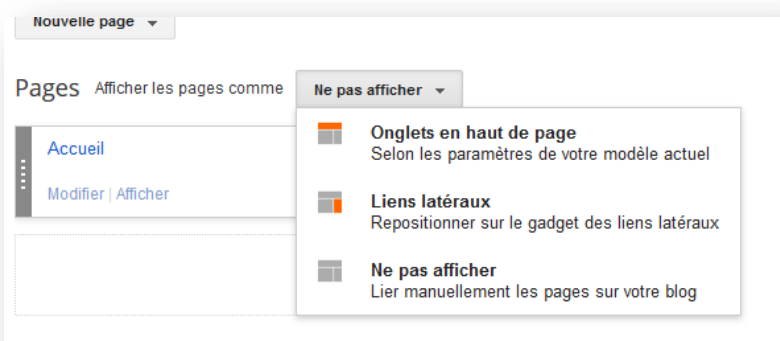 Nouvelle page
Pages Afficher les pages comme Ne pas afficher
Onglets en haut de page
Selon les paramètres de votre modèle actuel
Accueil
Modifier | Afficher
Liens latéraux
Repositionner sur le gadget des liens latéraux
Ne pas afficher
Lier manuellement les pages sur votre blog